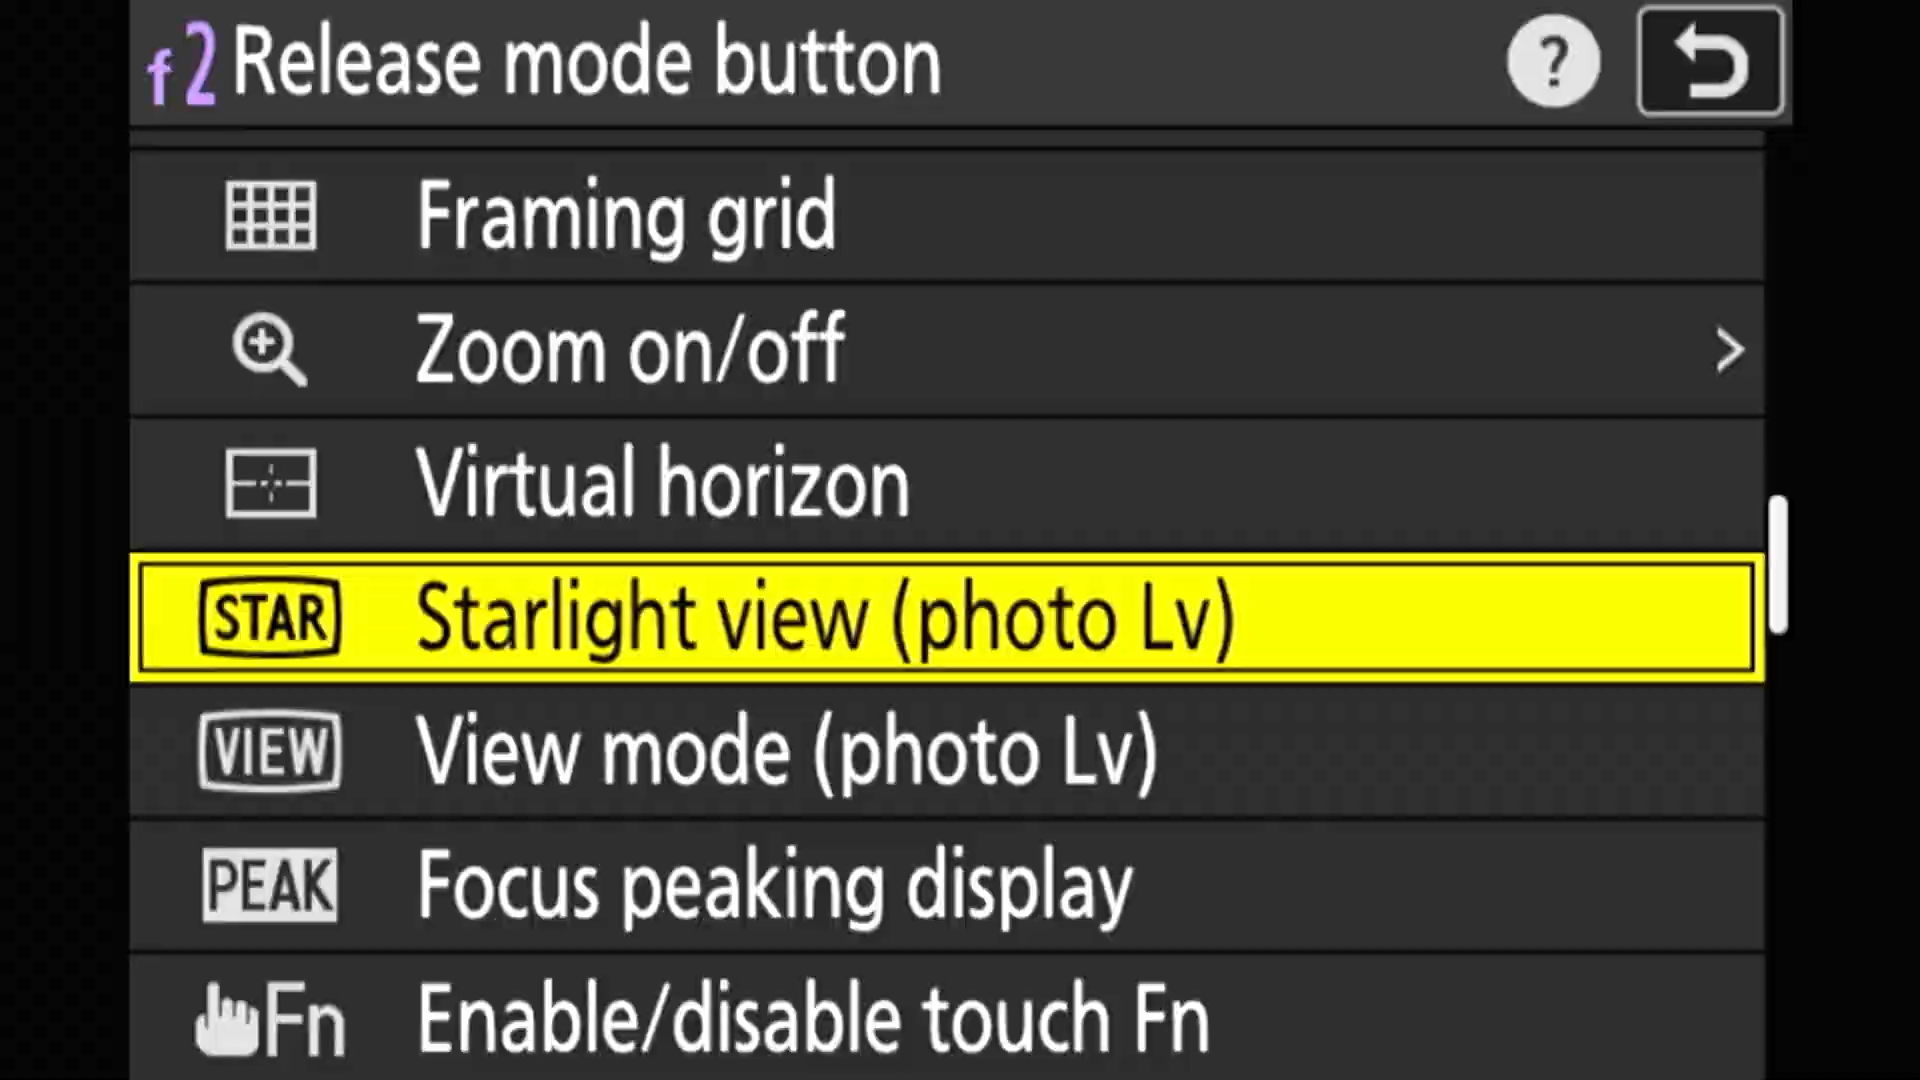 f2 Release mode button ?
Framing grid
Zoom on/off >
Virtual horizon
STAR Starlight view (photo Lv)
VIEW View mode (photo Lv)
PEAK Focus peaking display
Fn Enable/disable touch Fn